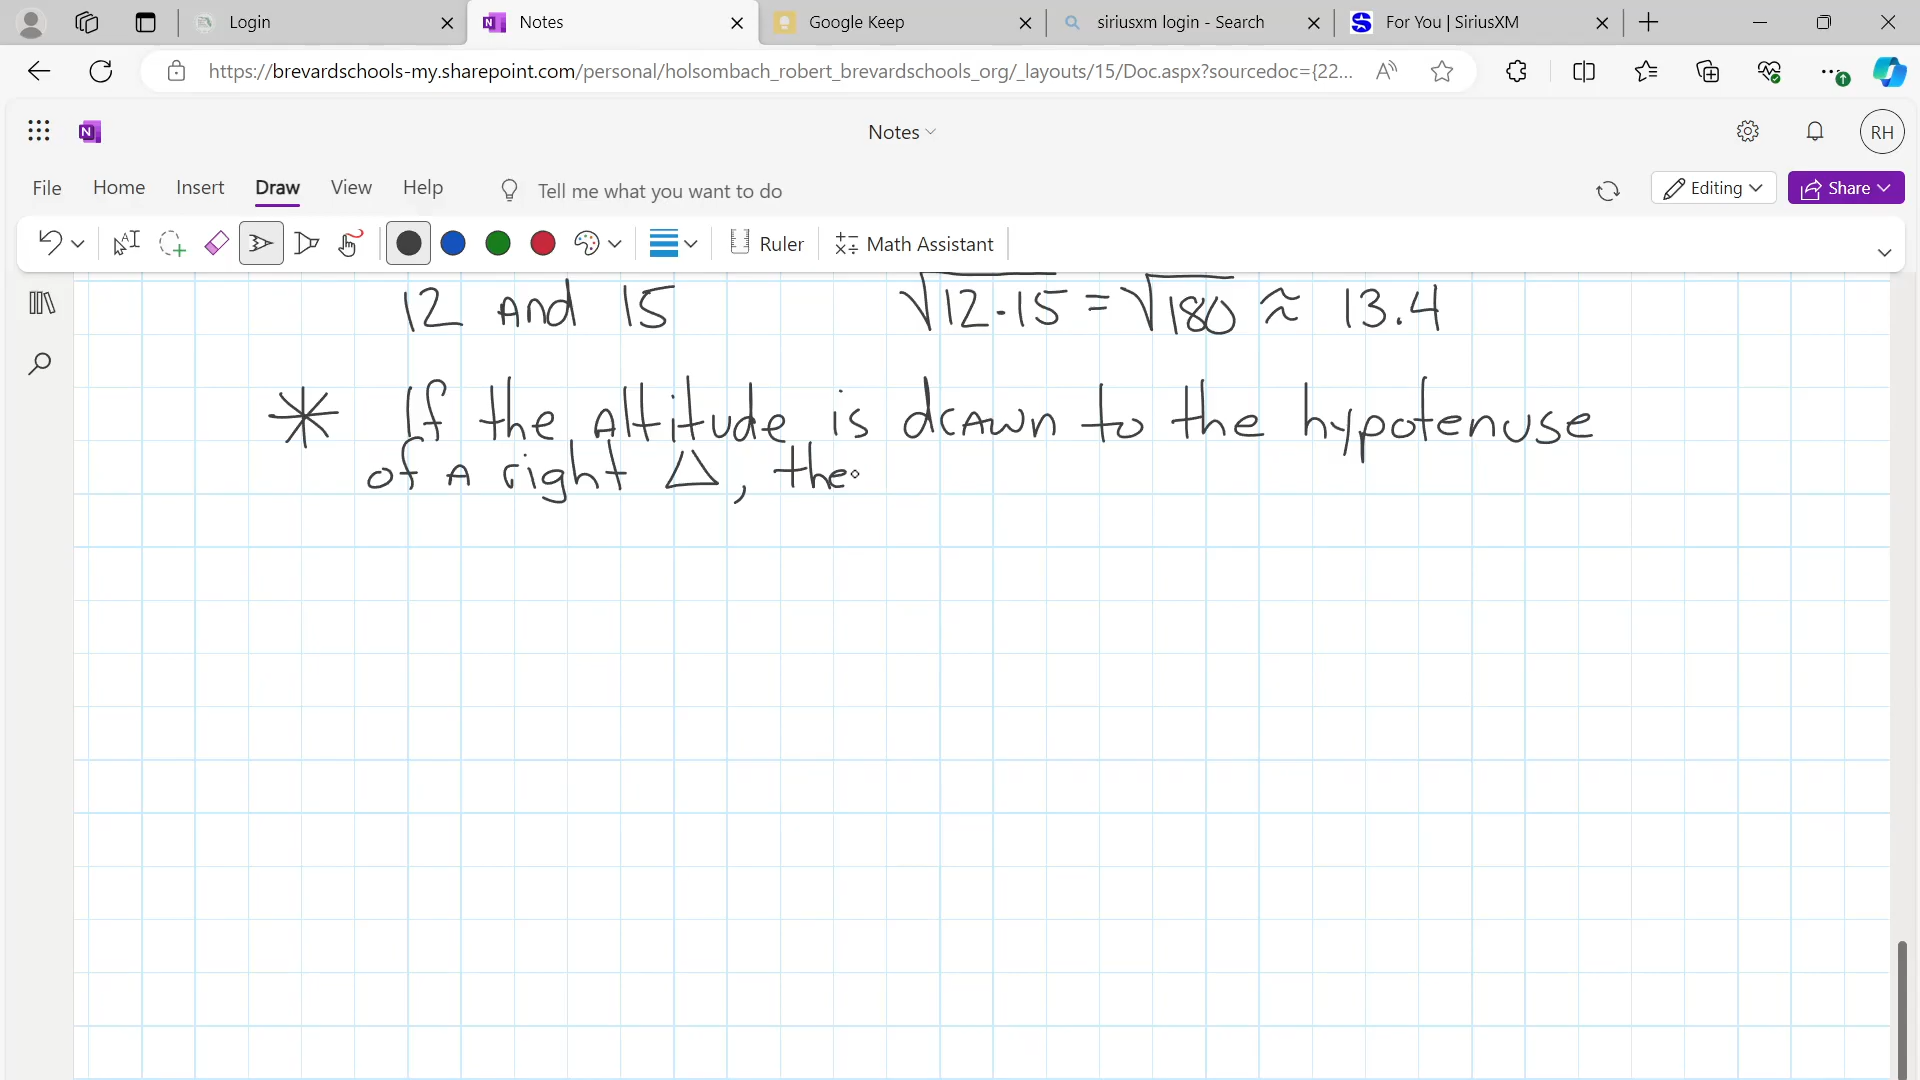 Login
Notes
Google Keep
siriusxm login - Search
For You | SiriusXM
https://brevardschools-my.sharepoint.com/personal/holsombach_robert_brevardschools_org/_layouts/15/Doc.aspx?sourcedoc={22...
Notes
RH
File Home Insert Draw View Help Tell me what you want to do Editing Share
Ruler Math Assistant
12 and 15 √12·15 = √180 ≈ 13.4
* If the altitude is drawn to the hypotenuse
of a right △, the